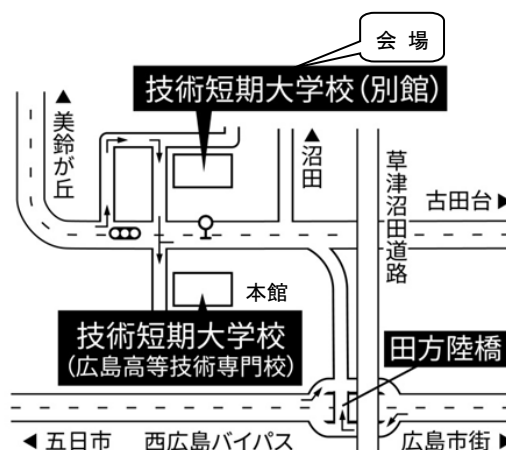 会 場
技術短期大学校(別館)
▲美鈴が丘
▲沼田
草津沼田道路
古田台▶
本館
技術短期大学校
(広島高等技術専門校)
田方陸橋
◀五日市
西広島バイパス
広島市街▶